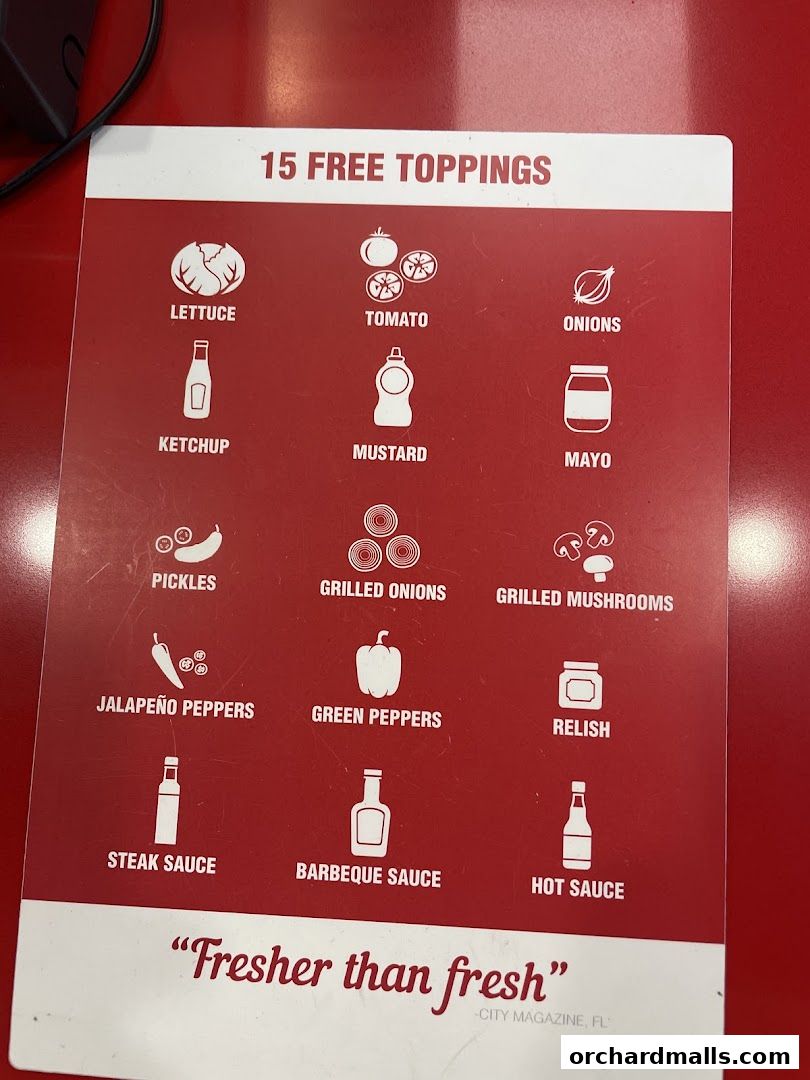 15 FREE TOPPINGS
LETTUCE
TOMATO
ONIONS
KETCHUP
MUSTARD
MAYO
PICKLES
GRILLED ONIONS
GRILLED MUSHROOMS
JALAPEÑO PEPPERS
GREEN PEPPERS
RELISH
STEAK SAUCE
BARBEQUE SAUCE
HOT SAUCE
“Fresher than fresh”
-CITY MAGAZINE, FL
orchardmalls.com